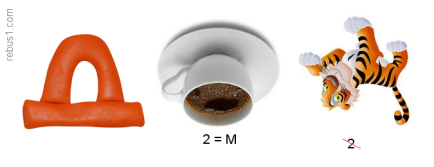 rebus1.com
2 = М
2